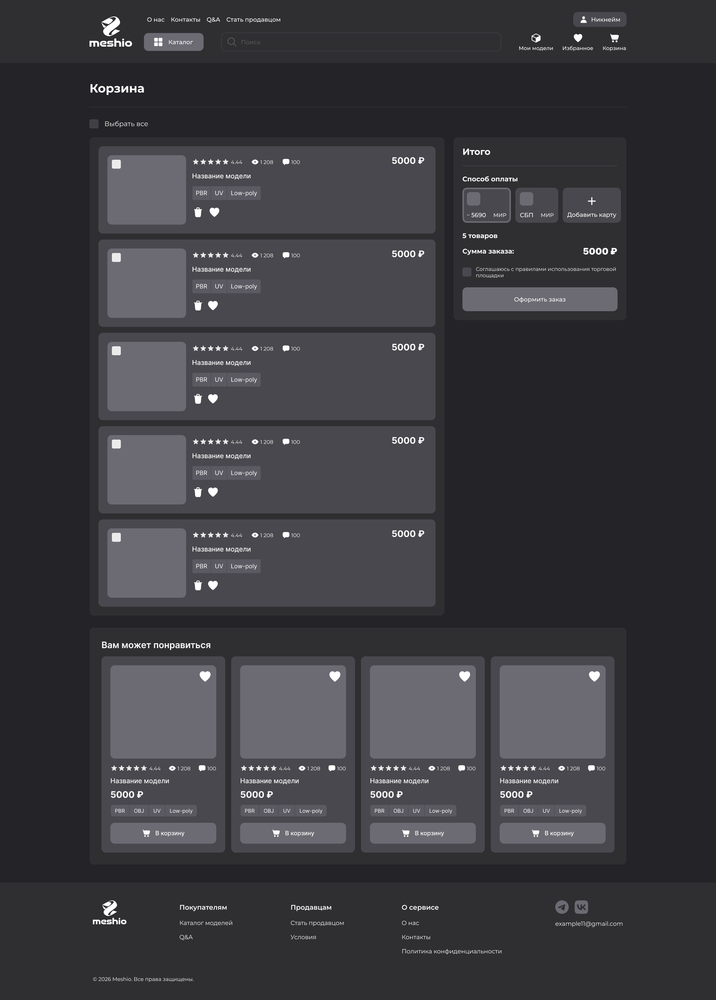 О нас Контакты Q&A Стать продавцом
Никнейм
meshio
Каталог
Поиск
Мои модели Избранное Корзина
Корзина
Выбрать все
4.44 1 208 100
5000 ₽
Название модели
PBR UV Low-poly
4.44 1 208 100
5000 ₽
Название модели
PBR UV Low-poly
4.44 1 208 100
5000 ₽
Название модели
PBR UV Low-poly
4.44 1 208 100
5000 ₽
Название модели
PBR UV Low-poly
4.44 1 208 100
5000 ₽
Название модели
PBR UV Low-poly
Итого
Способ оплаты
·· 5690 МИР
СБП МИР
Добавить карту
5 товаров
Сумма заказа: 5000 ₽
Соглашаюсь с правилами использования торговой
площадки
Оформить заказ
Вам может понравиться
4.44 1 208 100
Название модели
5000 ₽
PBR OBJ UV Low-poly
В корзину
4.44 1 208 100
Название модели
5000 ₽
PBR OBJ UV Low-poly
В корзину
4.44 1 208 100
Название модели
5000 ₽
PBR OBJ UV Low-poly
В корзину
4.44 1 208 100
Название модели
5000 ₽
PBR OBJ UV Low-poly
В корзину
meshio
Покупателям
Каталог моделей
Q&A
Продавцам
Стать продавцом
Условия
О сервисе
О нас
Контакты
Политика конфиденциальности
VK
example11@gmail.com
© 2026 Meshio. Все права защищены.